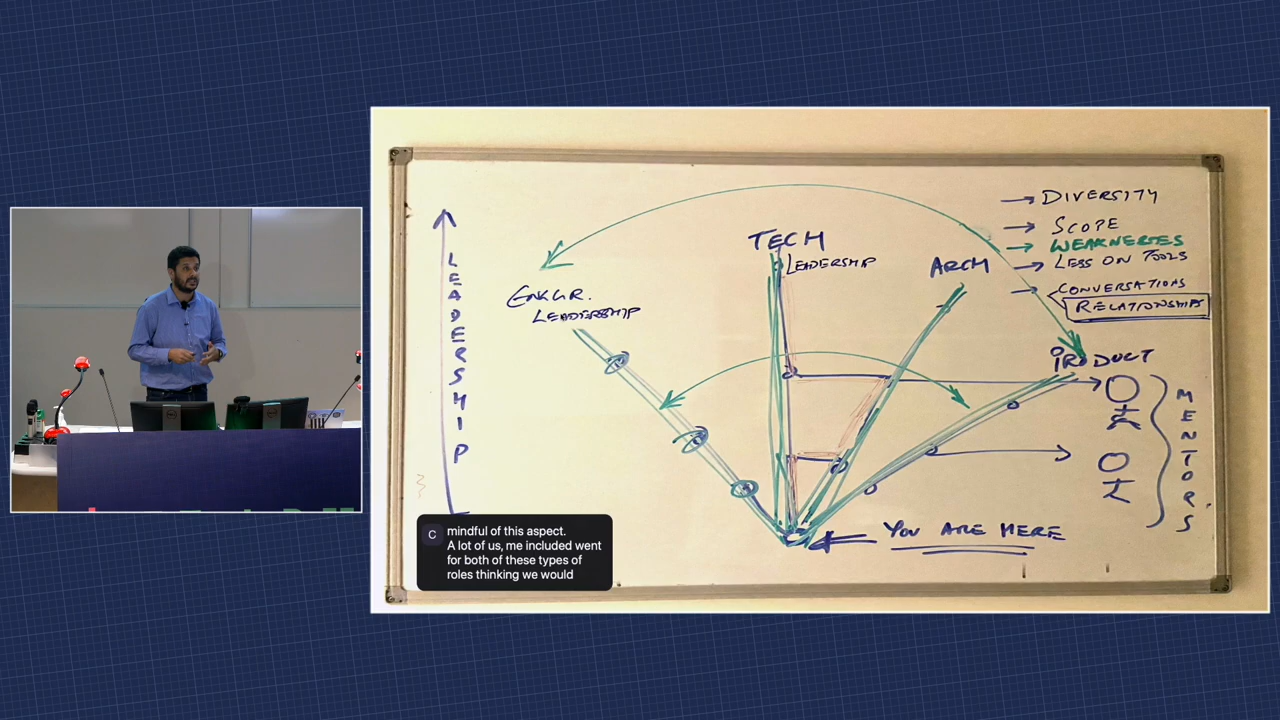 LEADERSHIP
ENGGR.
LEADERSHIP
TECH
LEADERSHIP
ARCH
PRODUCT
→ DIVERSITY
→ SCOPE
→ WEAKNESSES
→ LESS ON TOOLS
→ CONVERSATIONS
RELATIONSHIPS
MENTORS
YOU ARE HERE
C
mindful of this aspect.
A lot of us, me included went
for both of these types of
roles thinking we would